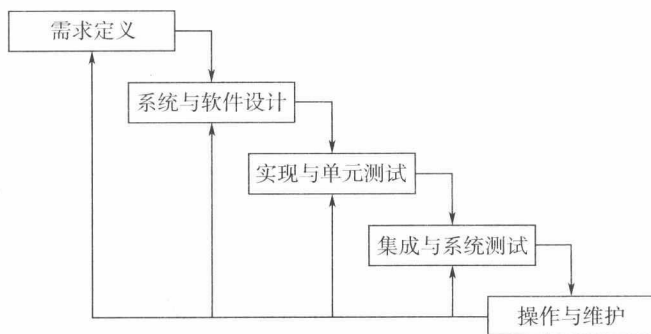 需求定义
系统与软件设计
实现与单元测试
集成与系统测试
操作与维护